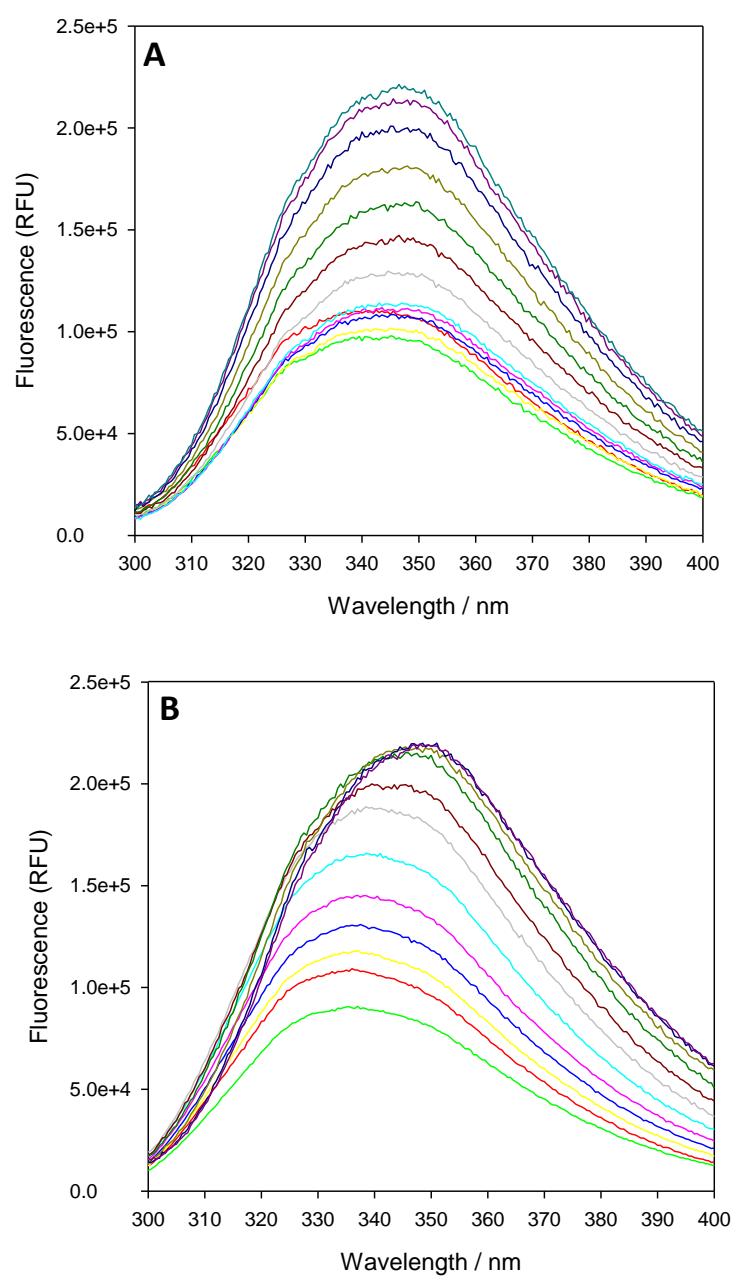 A
Fluorescence (RFU)
2.5e+5
2.0e+5
1.5e+5
1.0e+5
5.0e+4
0.0
300 310 320 330 340 350 360 370 380 390 400
Wavelength / nm
B
Fluorescence (RFU)
2.5e+5
2.0e+5
1.5e+5
1.0e+5
5.0e+4
0.0
300 310 320 330 340 350 360 370 380 390 400
Wavelength / nm